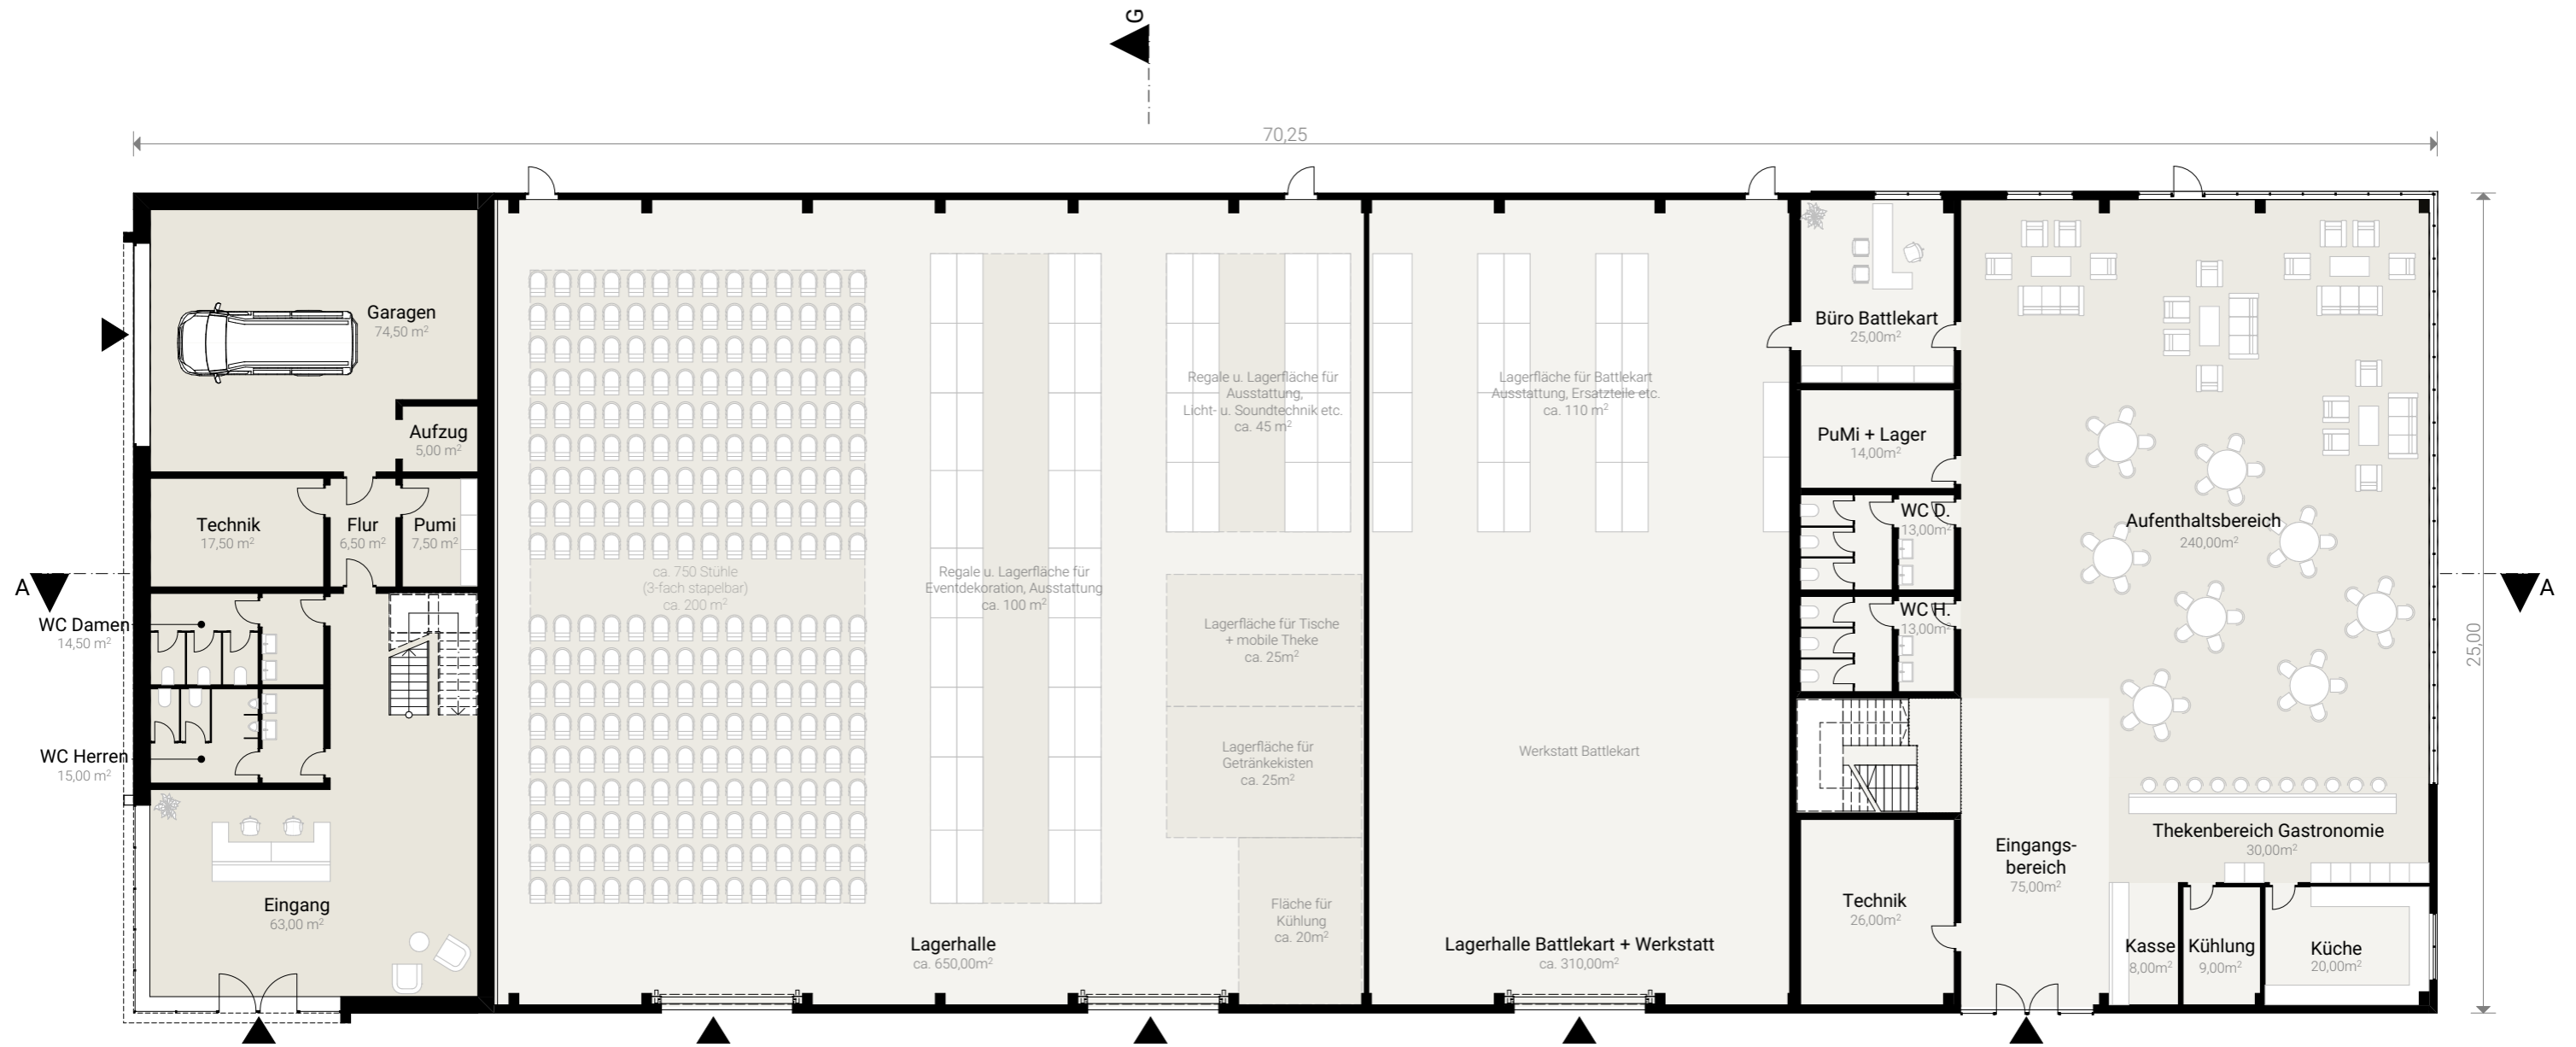 G
70,25
Garagen
74,50 m²
Aufzug
5,00 m²
Technik
17,50 m²
Flur
6,50 m²
Pumi
7,50 m²
A
WC Damen
14,50 m²
WC Herren
15,00 m²
Eingang
63,00 m²
ca. 750 Stühle
(3-fach stapelbar)
ca. 200 m²
Regale u. Lagerfläche für
Eventdekoration, Ausstattung
ca. 100 m²
Regale u. Lagerfläche für
Ausstattung,
Licht- u. Soundtechnik etc.
ca. 45 m²
Lagerfläche für Tische
+ mobile Theke
ca. 25m²
Lagerfläche für
Getränkekisten
ca. 25m²
Fläche für
Kühlung
ca. 20m²
Lagerhalle
ca. 650,00m²
Lagerfläche für Battlekart
Ausstattung, Ersatzteile etc.
ca. 110 m²
Werkstatt Battlekart
Lagerhalle Battlekart + Werkstatt
ca. 310,00m²
Büro Battlekart
25,00m²
PuMi + Lager
14,00m²
WC D.
13,00m²
WC H.
13,00m²
Technik
26,00m²
Aufenthaltsbereich
240,00m²
Eingangs-
bereich
75,00m²
Thekenbereich Gastronomie
30,00m²
Kasse
8,00m²
Kühlung
9,00m²
Küche
20,00m²
A
25,00